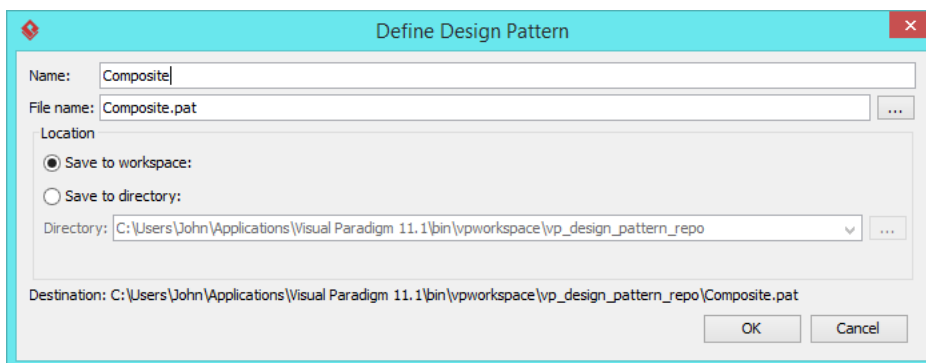 Define Design Pattern
Name: Composite
File name: Composite.pat ...
Location
Save to workspace:
Save to directory:
Directory: C:\Users\John\Applications\Visual Paradigm 11.1\bin\vpworkspace\vp_design_pattern_repo ...
Destination: C:\Users\John\Applications\Visual Paradigm 11.1\bin\vpworkspace\vp_design_pattern_repo\Composite.pat
OK Cancel